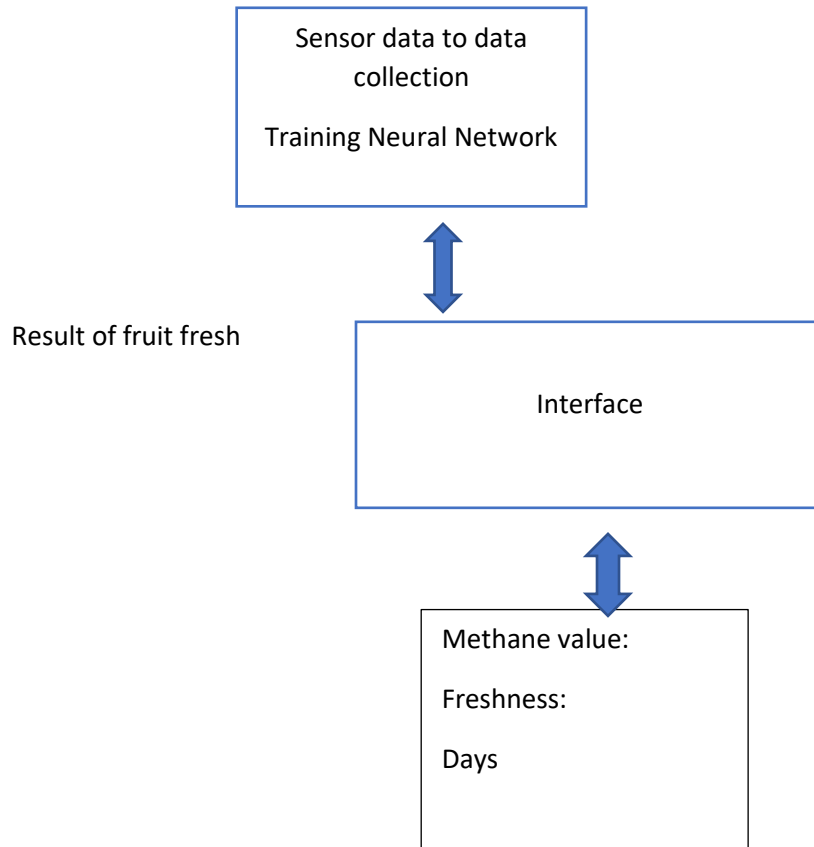 Sensor data to data
collection
Training Neural Network
Result of fruit fresh
Interface
Methane value:
Freshness:
Days